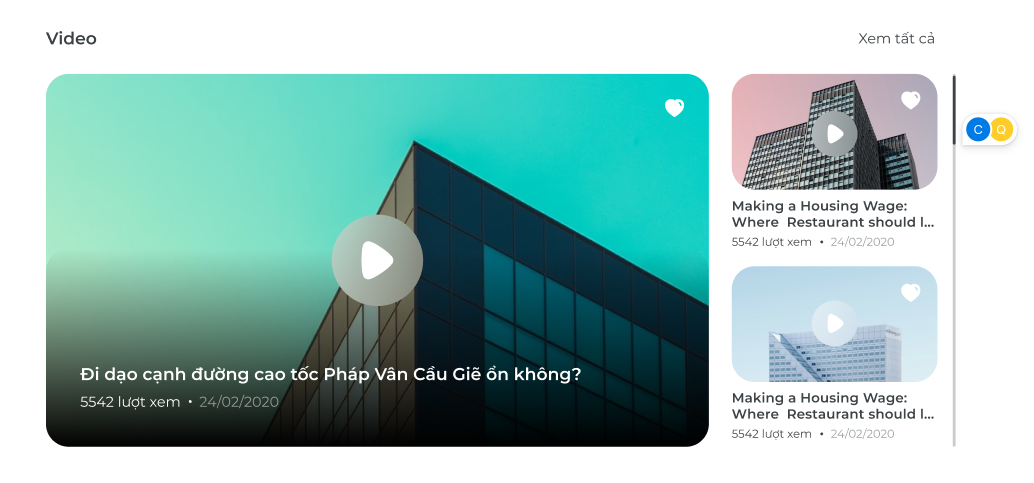 Video
Xem tất cả
Đi dạo cạnh đường cao tốc Pháp Vân Cầu Giẽ ổn không?
5542 lượt xem • 24/02/2020
Making a Housing Wage:
Where Restaurant should l...
5542 lượt xem • 24/02/2020
Making a Housing Wage:
Where Restaurant should l...
5542 lượt xem • 24/02/2020
C Q